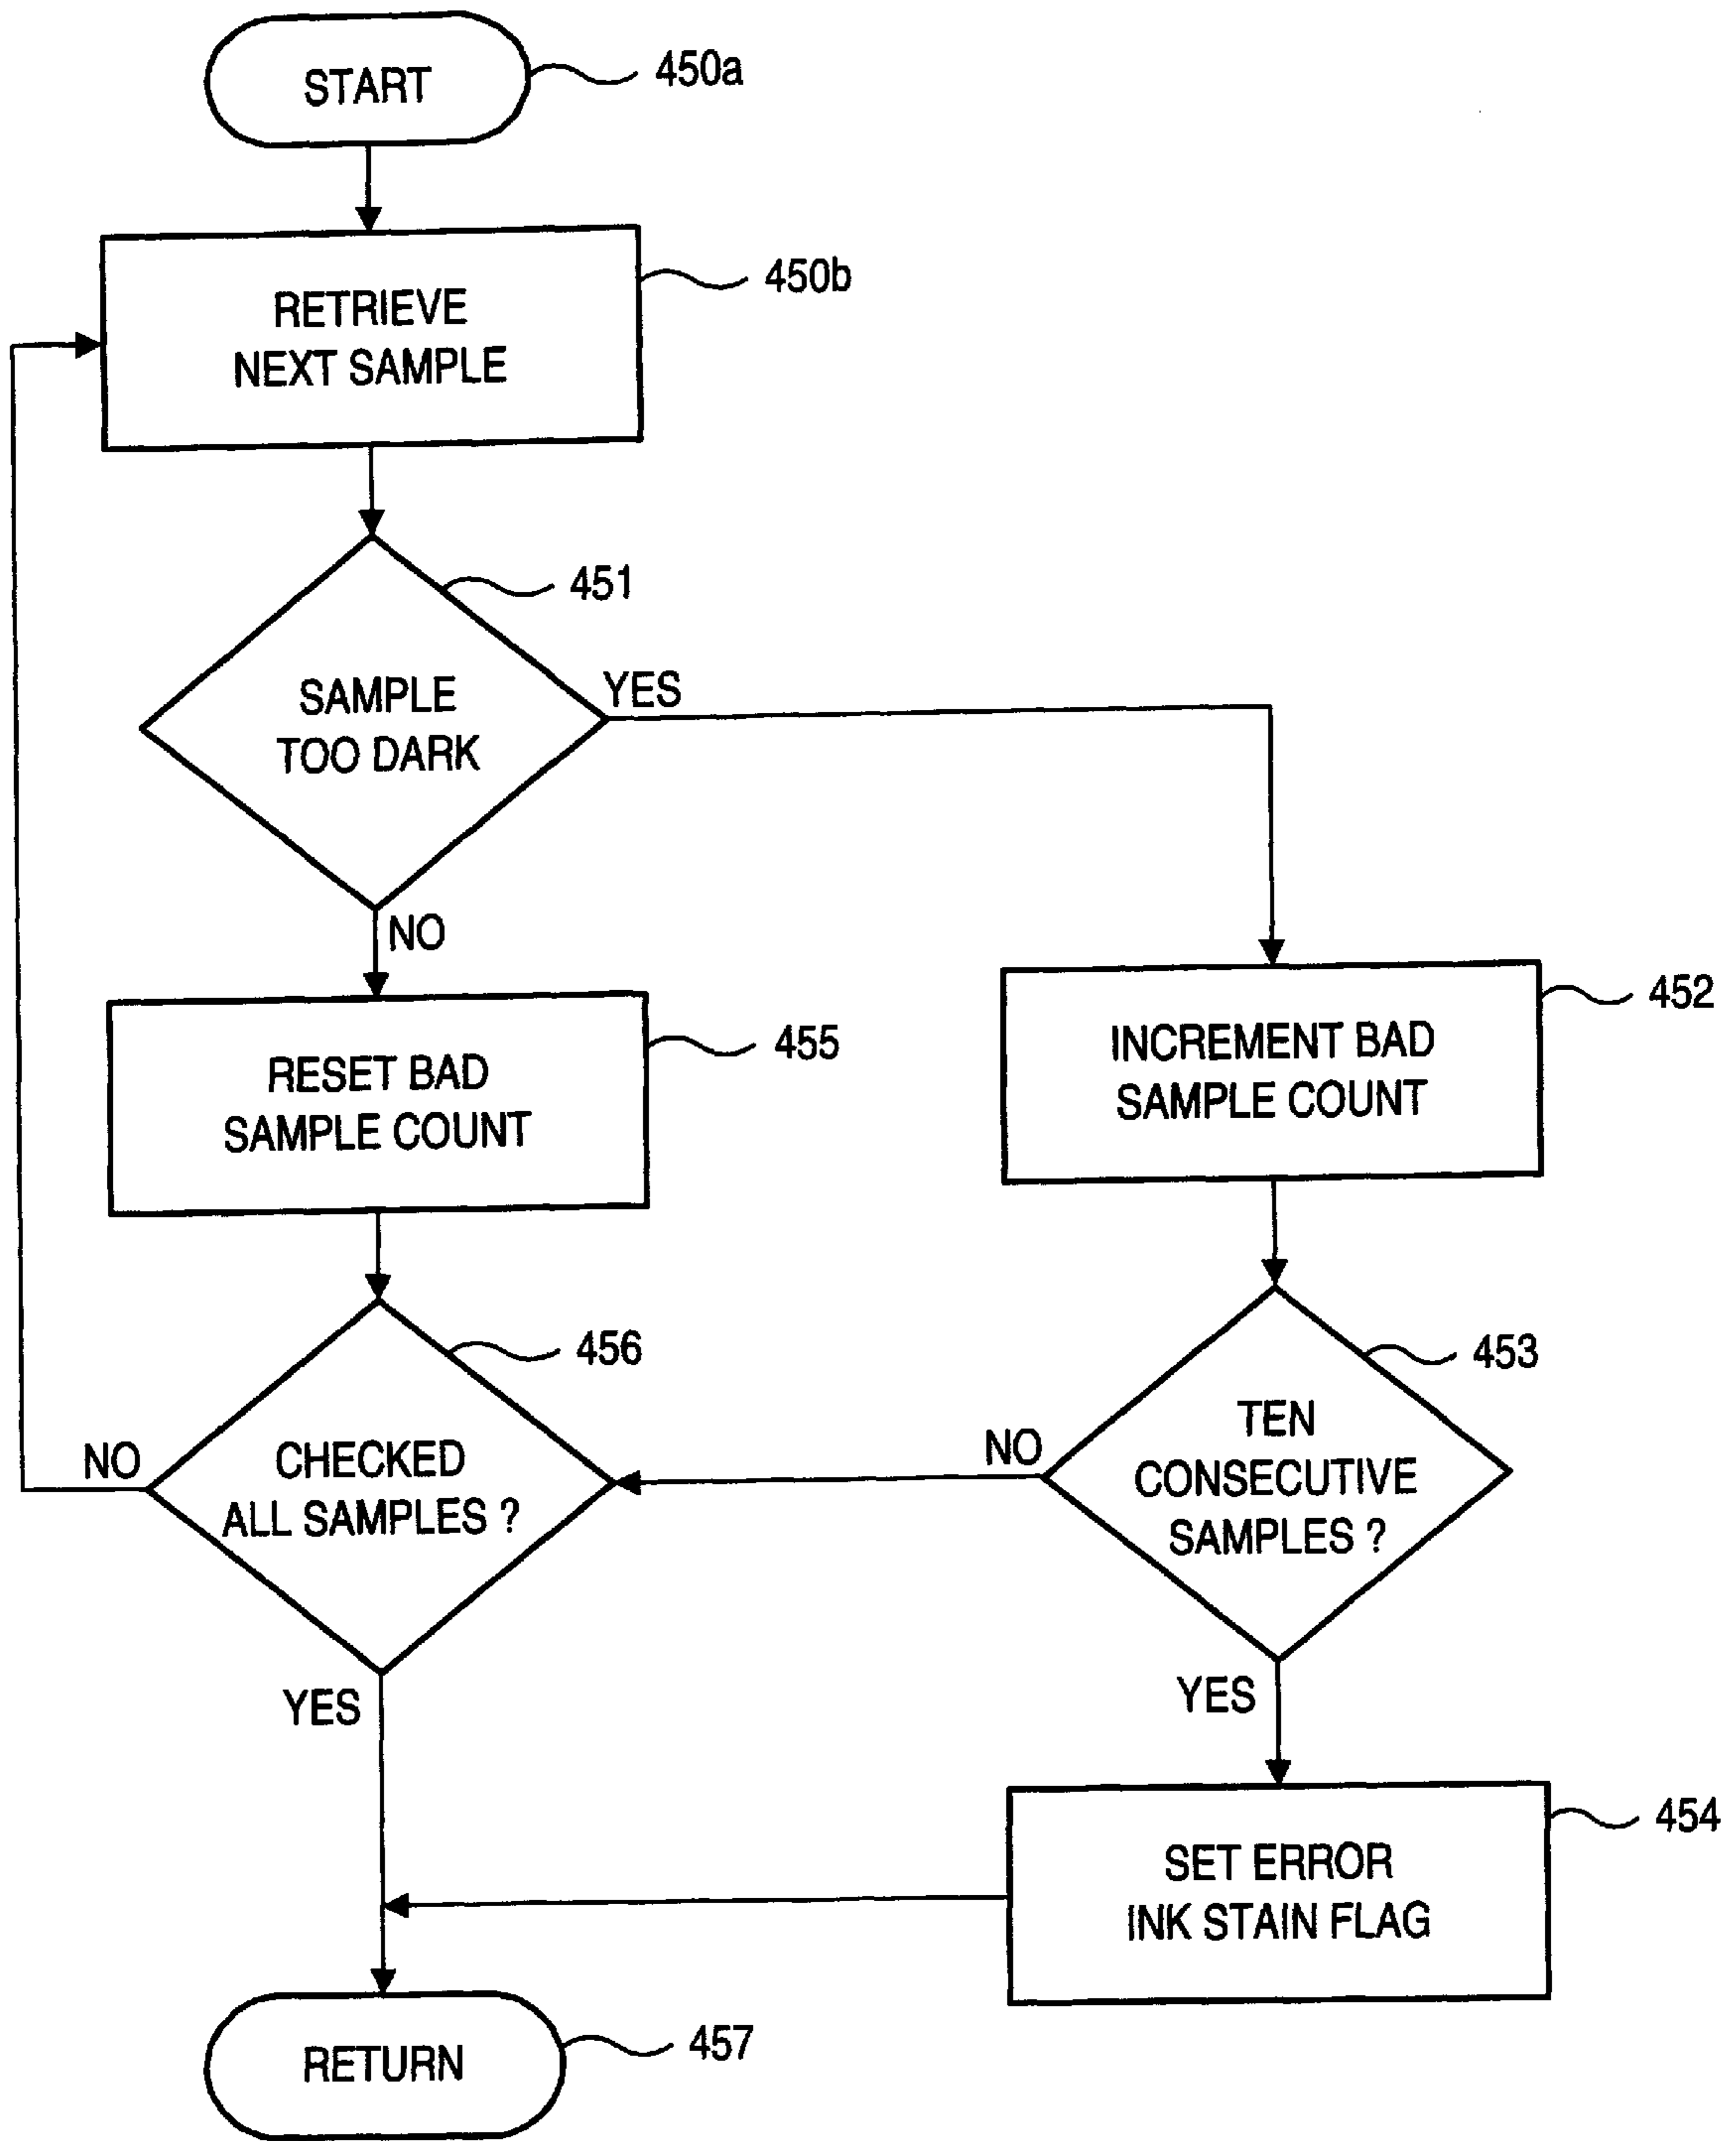 START
450a
RETRIEVE
NEXT SAMPLE
450b
451
SAMPLE
TOO DARK
YES
NO
RESET BAD
SAMPLE COUNT
455
INCREMENT BAD
SAMPLE COUNT
452
456
CHECKED
ALL SAMPLES ?
NO
453
TEN
CONSECUTIVE
SAMPLES ?
NO
YES
YES
SET ERROR
INK STAIN FLAG
454
RETURN
457